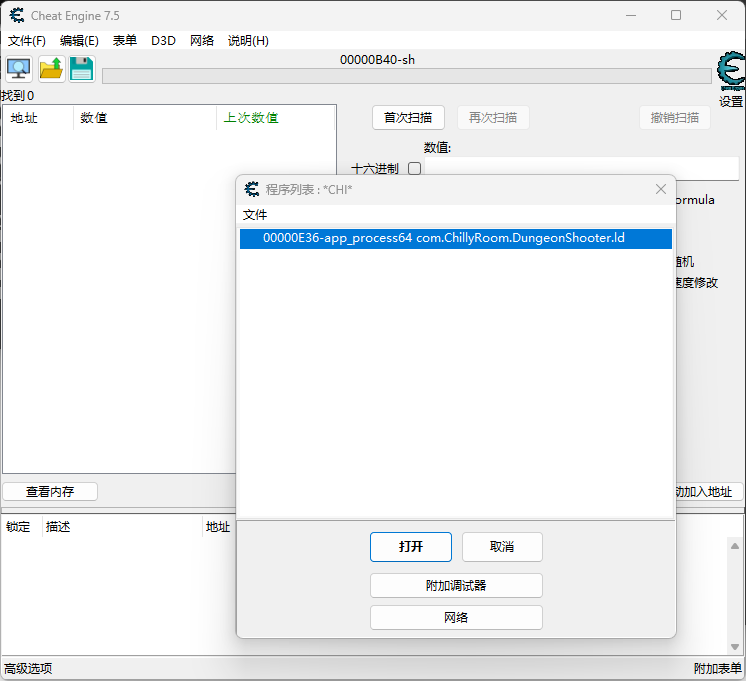 Cheat Engine 7.5
文件(F) 编辑(E) 表单 D3D 网络 说明(H)
00000B40-sh
找到0
设置
地址 数值 上次数值
首次扫描 再次扫描 撤销扫描
数值:
十六进制
程序列表 : *CHI*
文件
ormula
00000E36-app_process64 com.ChillyRoom.DungeonShooter.ld
随机
速度修改
查看内存
动加入地址
锁定 描述 地址
打开 取消
附加调试器
网络
高级选项 附加表单